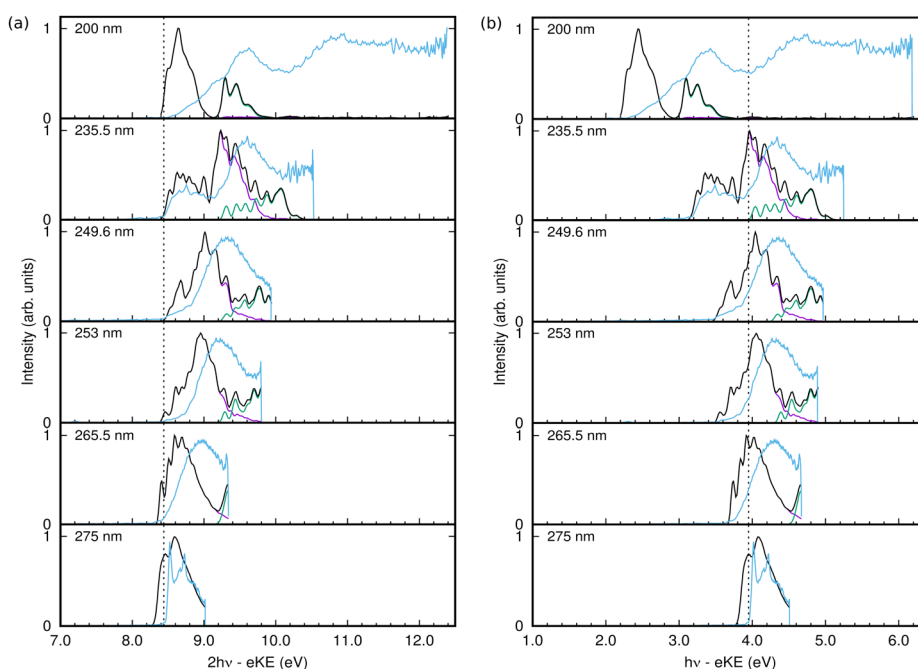 (a)
(b)
1 200 nm
0
1 235.5 nm
0
1 249.6 nm
0
1 253 nm
0
1 265.5 nm
0
1 275 nm
0
7.0 8.0 9.0 10.0 11.0 12.0
2hν - eKE (eV)
Intensity (arb. units)
1 200 nm
0
1 235.5 nm
0
1 249.6 nm
0
1 253 nm
0
1 265.5 nm
0
1 275 nm
0
1.0 2.0 3.0 4.0 5.0 6.0
hν - eKE (eV)
Intensity (arb. units)